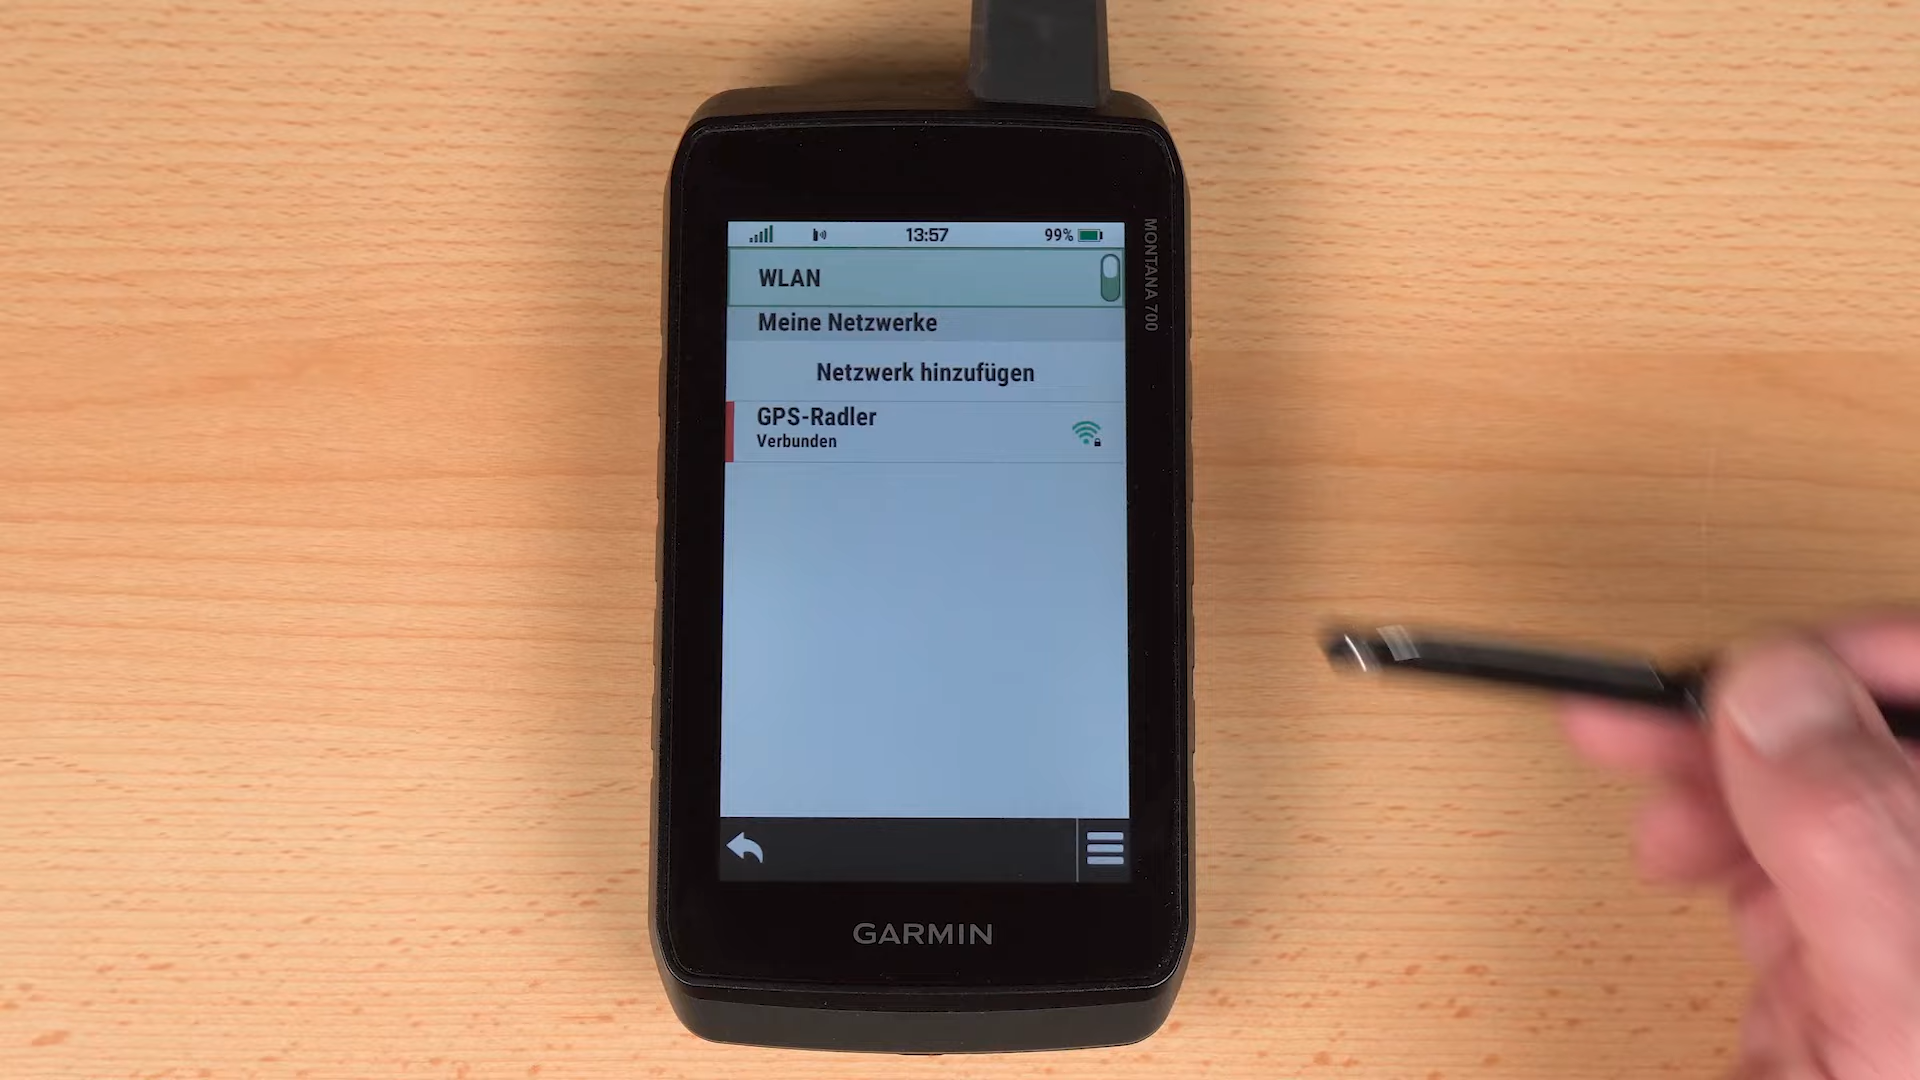 13:57
99%
WLAN
Meine Netzwerke
Netzwerk hinzufügen
GPS-Radler
Verbunden
MONTANA 700
GARMIN